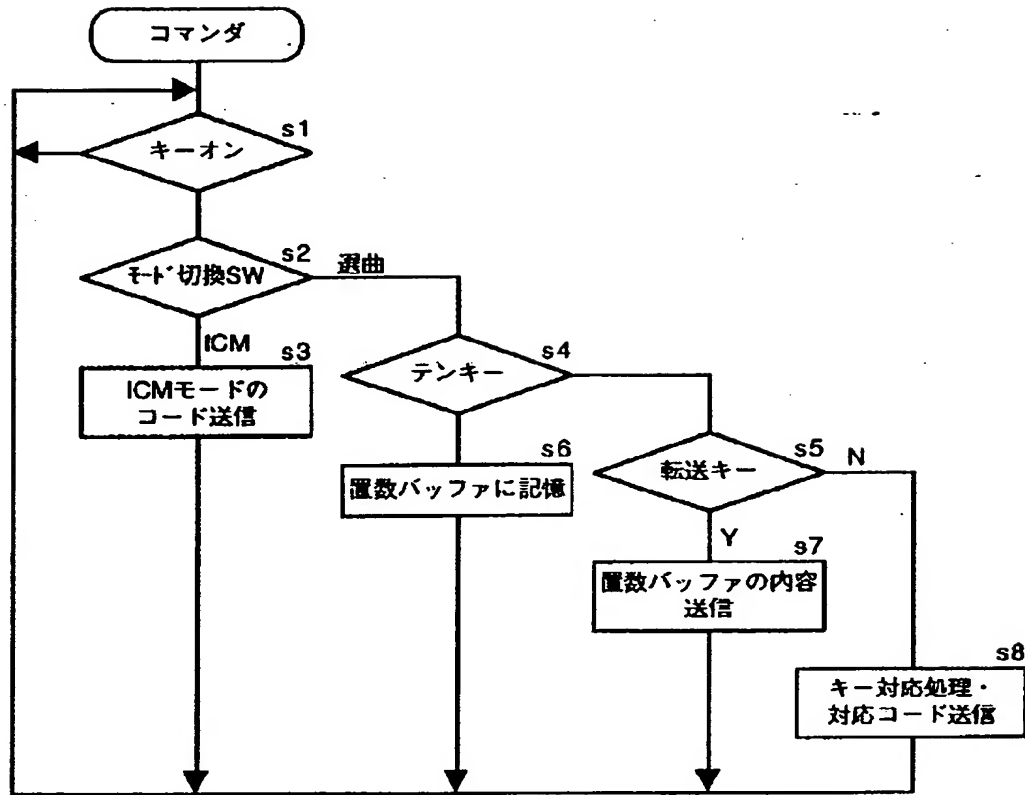 コマンダ
s1
キーオン
s2
モード切換SW
選曲
ICM
s3
ICMモードの
コード送信
s4
テンキー
s5
転送キー
N
s6
置数バッファに記憶
Y
s7
置数バッファの内容
送信
s8
キー対応処理・
対応コード送信